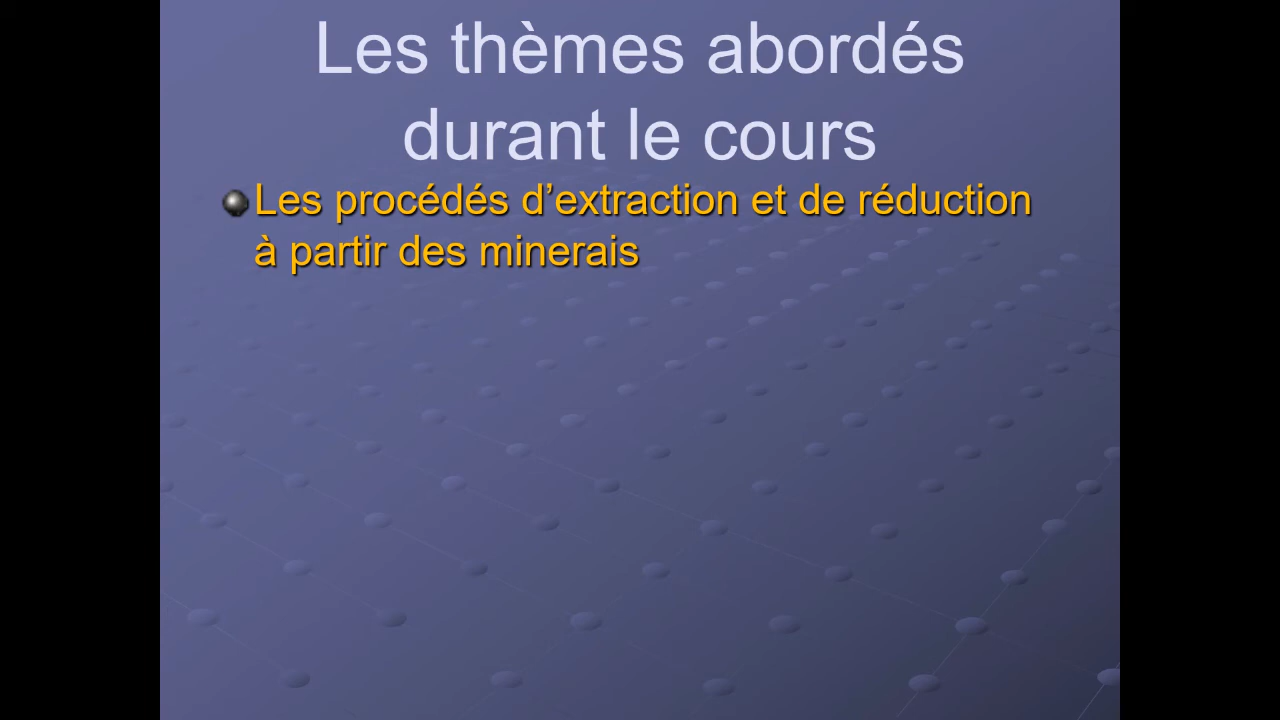 Les thèmes abordés
durant le cours
Les procédés d’extraction et de réduction
à partir des minerais